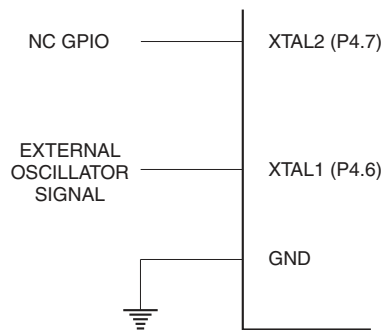 NC GPIO
XTAL2 (P4.7)
EXTERNAL
OSCILLATOR
SIGNAL
XTAL1 (P4.6)
GND